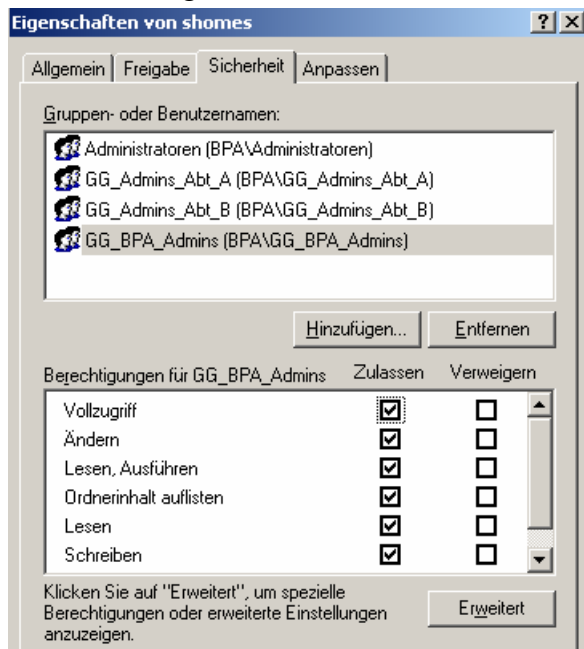 Eigenschaften von shomes
Allgemein Freigabe Sicherheit Anpassen
Gruppen- oder Benutzernamen:
Administratoren (BPA\Administratoren)
GG_Admins_Abt_A (BPA\GG_Admins_Abt_A)
GG_Admins_Abt_B (BPA\GG_Admins_Abt_B)
GG_BPA_Admins (BPA\GG_BPA_Admins)
Hinzufügen... Entfernen
Berechtigungen für GG_BPA_Admins Zulassen Verweigern
Vollzugriff
Ändern
Lesen, Ausführen
Ordnerinhalt auflisten
Lesen
Schreiben
Klicken Sie auf "Erweitert", um spezielle
Berechtigungen oder erweiterte Einstellungen
anzuzeigen.
Erweitert